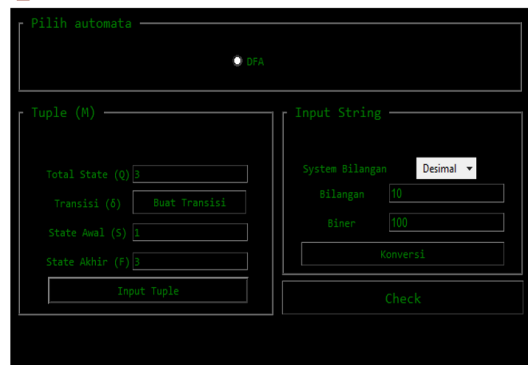 Pilih automata
DFA
Tuple (M)
Total State (Q) 3
Transisi (δ) Buat Transisi
State Awal (S) 1
State Akhir (F) 3
Input Tuple
Input String
System Bilangan Desimal
Bilangan 10
Biner 100
Konversi
Check